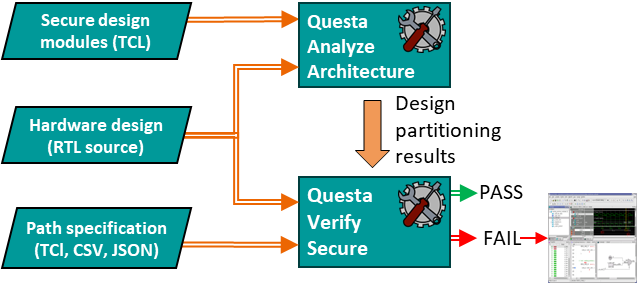 Secure design
modules (TCL)
Questa
Analyze
Architecture
Hardware design
(RTL source)
Design
partitioning
results
Path specification
(TCl, CSV, JSON)
Questa
Verify
Secure
PASS
FAIL